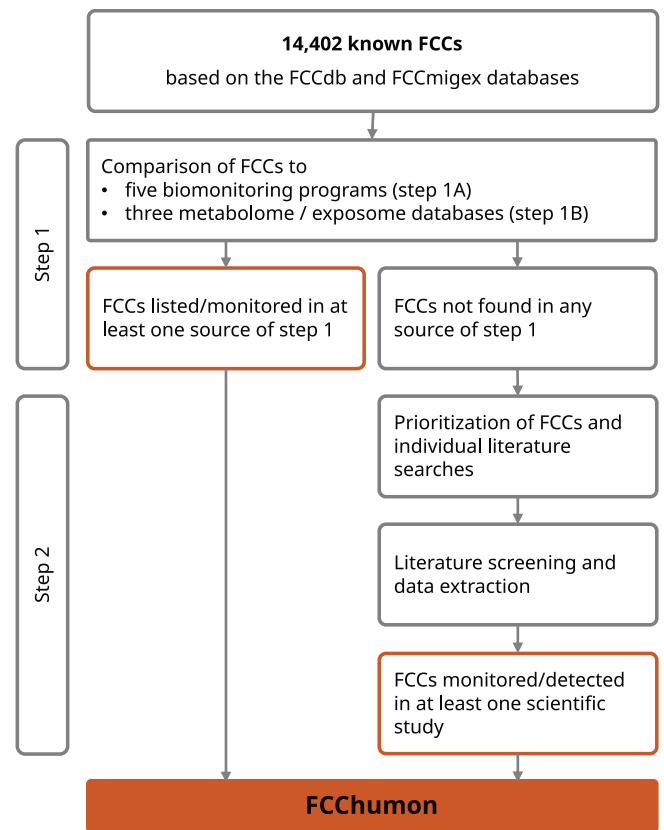 14,402 known FCCs
based on the FCCdb and FCCmigex databases
Step 1
Comparison of FCCs to
• five biomonitoring programs (step 1A)
• three metabolome / exposome databases (step 1B)
FCCs listed/monitored in at
least one source of step 1
FCCs not found in any
source of step 1
Step 2
Prioritization of FCCs and
individual literature
searches
Literature screening and
data extraction
FCCs monitored/detected
in at least one scientific
study
FCChumon